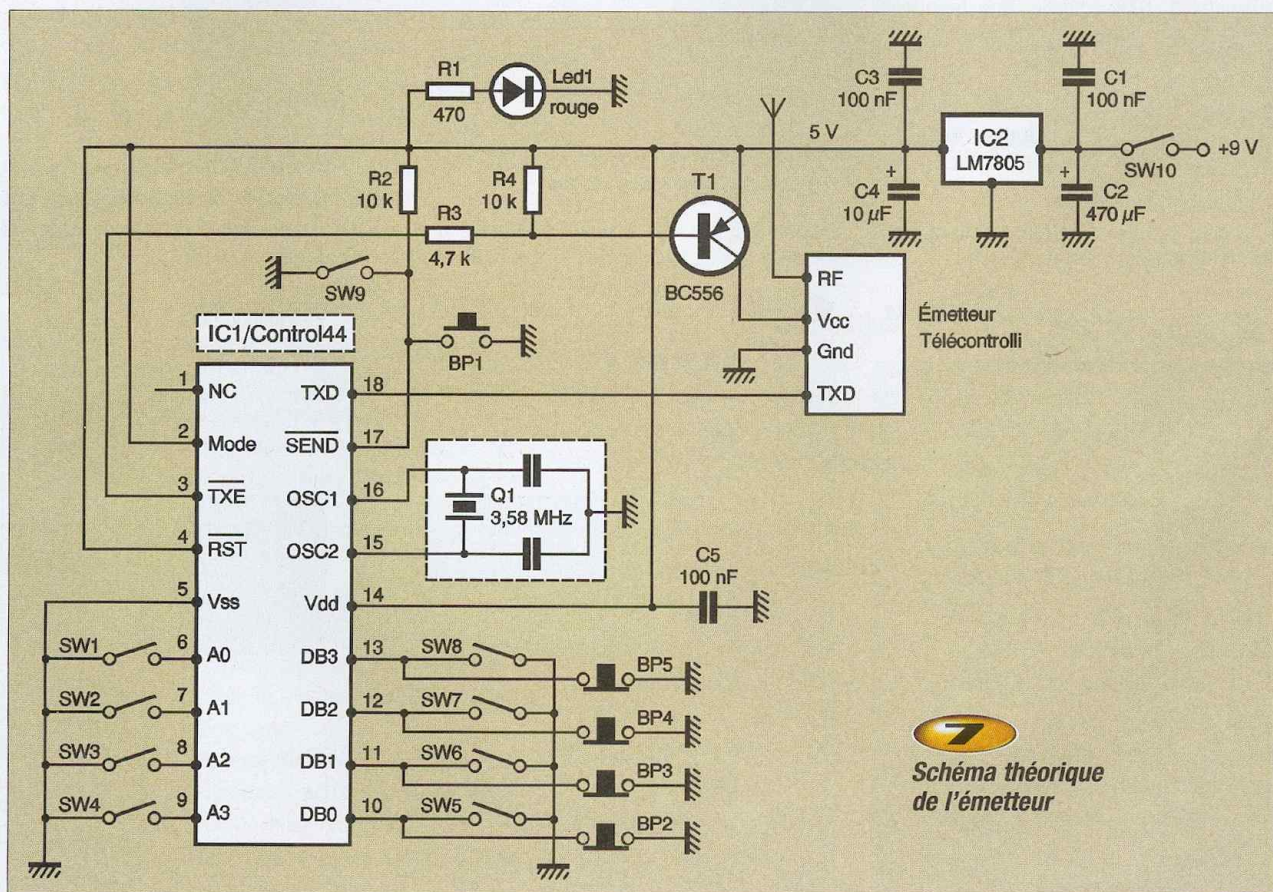 R1
470
Led1
rouge
C3
100 nF
C1
100 nF
5 V
IC2
LM7805
+9 V
SW10
R2
10 k
R4
10 k
T1
R3
4,7 k
BC556
+
C4
10 µF
+
C2
470 µF
SW9
BP1
RF
Vcc
Gnd
TXD
Émetteur
Télécontrolli
IC1/Control44
1
NC
TXD
18
2
Mode
SEND
17
3
TXE
OSC1
16
4
RST
OSC2
15
5
Vss
Vdd
14
Q1
3,58 MHz
C5
100 nF
SW1
6
A0
DB3
13
SW8
BP5
SW2
7
A1
DB2
12
SW7
BP4
SW3
8
A2
DB1
11
SW6
BP3
SW4
9
A3
DB0
10
SW5
BP2
7
Schéma théorique
de l'émetteur